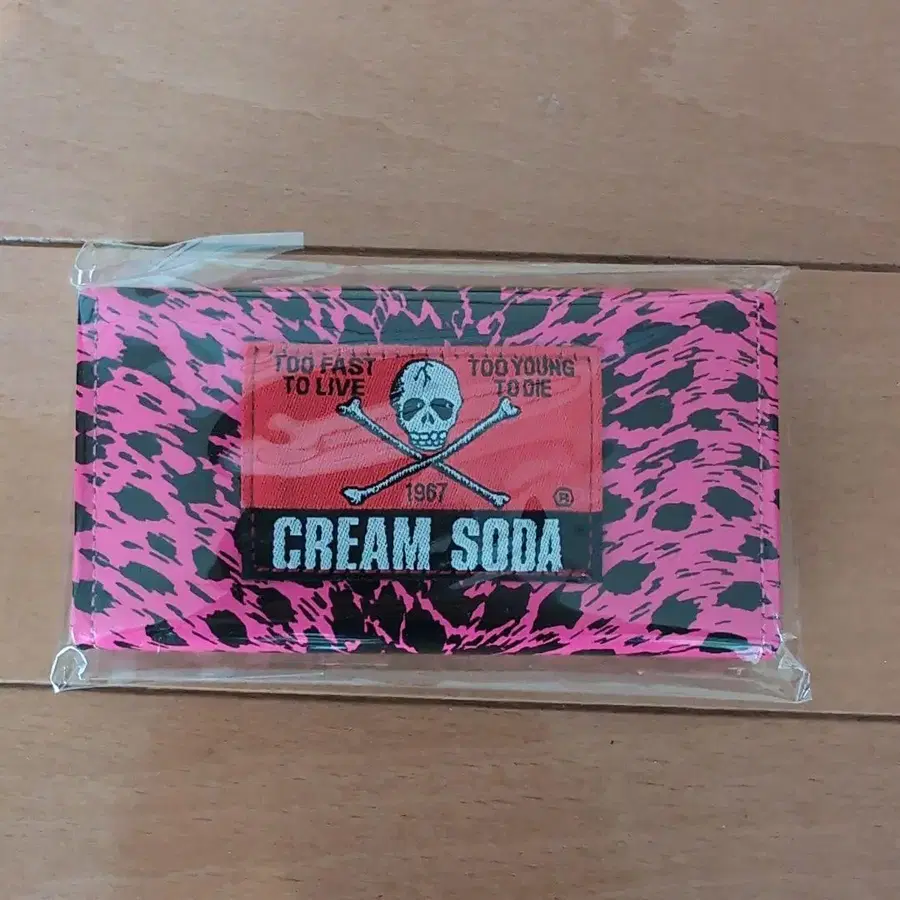 TOO FAST TOO YOUNG
TO LIVE TO DIE
1967 ®
CREAM SODA